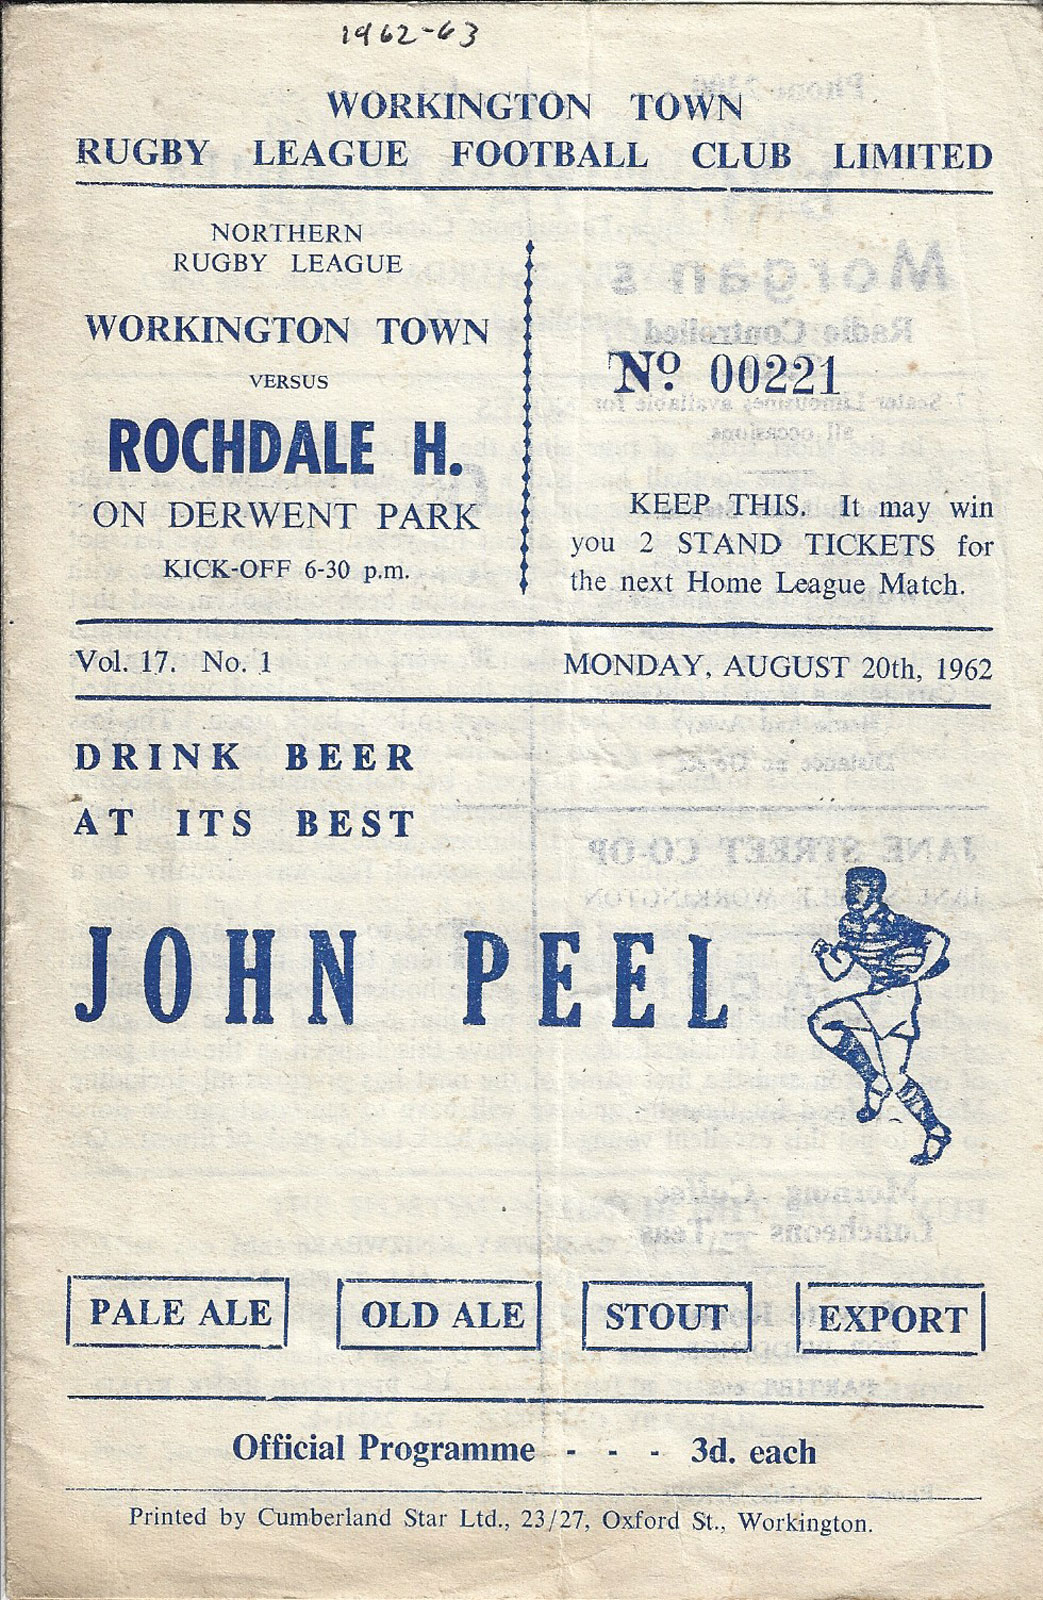 1962-63
WORKINGTON TOWN
RUGBY LEAGUE FOOTBALL CLUB LIMITED
NORTHERN
RUGBY LEAGUE
WORKINGTON TOWN
VERSUS
ROCHDALE H.
ON DERWENT PARK
KICK-OFF 6-30 p.m.
Nº. 00221
KEEP THIS. It may win
you 2 STAND TICKETS for
the next Home League Match.
Vol. 17. No. 1
MONDAY, AUGUST 20th, 1962
DRINK BEER
AT ITS BEST
JOHN PEEL
PALE ALE
OLD ALE
STOUT
EXPORT
Official Programme - - - 3d. each
Printed by Cumberland Star Ltd., 23/27, Oxford St., Workington.